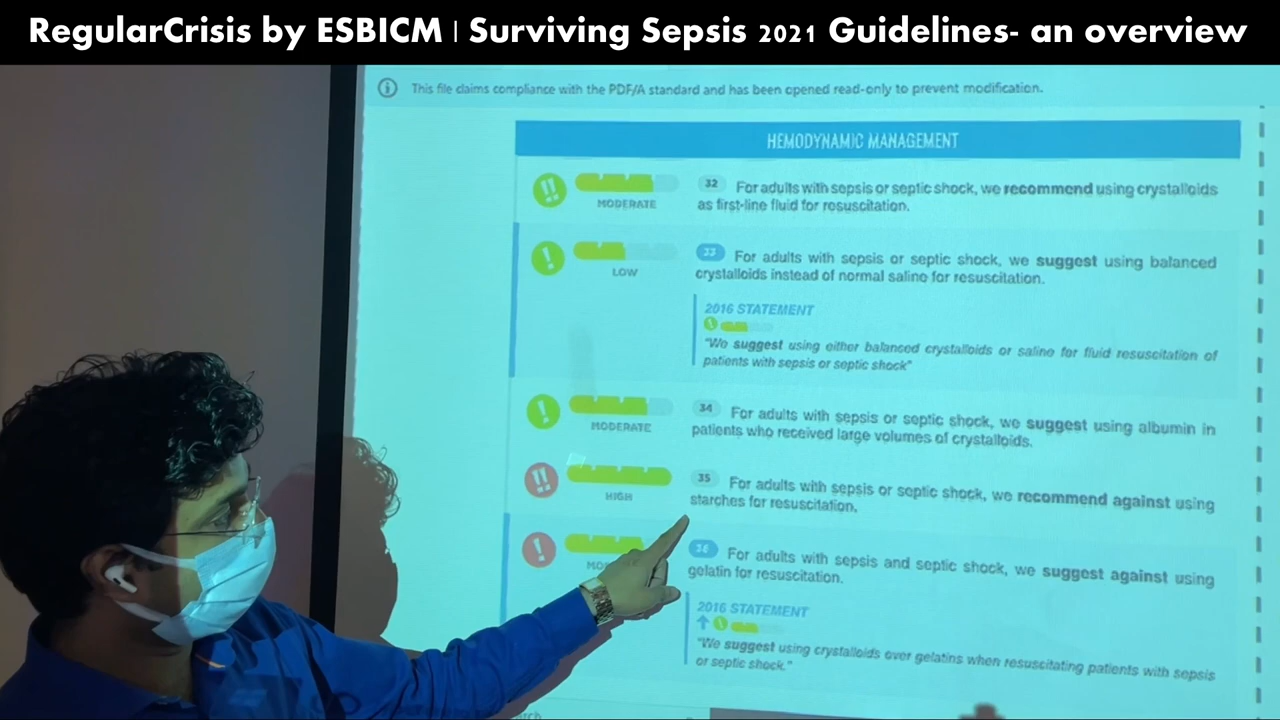 RegularCrisis by ESBICM | Surviving Sepsis 2021 Guidelines- an overview
This file claims compliance with the PDF/A standard and has been opened read-only to prevent modification.
HEMODYNAMIC MANAGEMENT
!! MODERATE
32 For adults with sepsis or septic shock, we recommend using crystalloids
as first-line fluid for resuscitation.
! LOW
33 For adults with sepsis or septic shock, we suggest using balanced
crystalloids instead of normal saline for resuscitation.
2016 STATEMENT
!
"We suggest using either balanced crystalloids or saline for fluid resuscitation of
patients with sepsis or septic shock"
! MODERATE
34 For adults with sepsis or septic shock, we suggest using albumin in
patients who received large volumes of crystalloids.
!! HIGH
35 For adults with sepsis or septic shock, we recommend against using
starches for resuscitation.
!
36 For adults with sepsis and septic shock, we suggest against using
gelatin for resuscitation.
2016 STATEMENT
!
"We suggest using crystalloids over gelatins when resuscitating patients with sepsis
or septic shock."